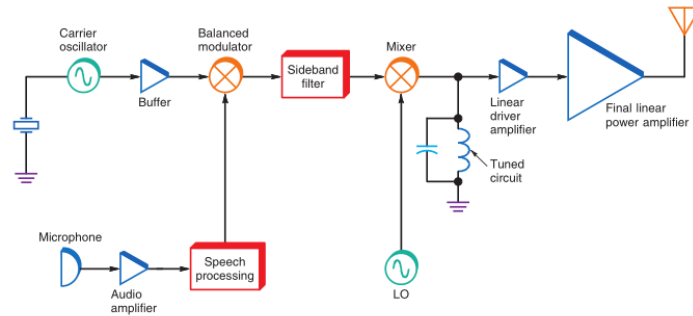 Carrier
oscillator
Balanced
modulator
Buffer
Sideband
filter
Mixer
Linear
driver
amplifier
Final linear
power amplifier
Tuned
circuit
Microphone
Audio
amplifier
Speech
processing
LO